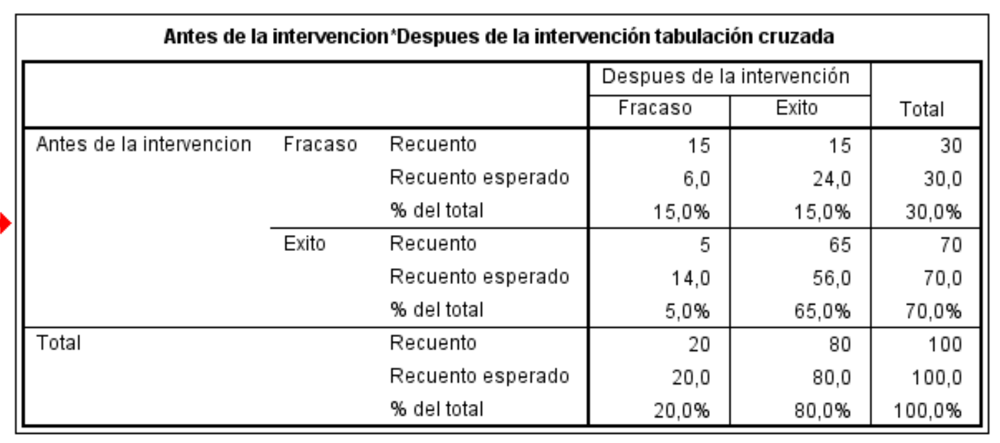 Antes de la intervencion*Despues de la intervención tabulación cruzada
Despues de la intervención
Fracaso Exito Total
Antes de la intervencion Fracaso Recuento 15 15 30
Recuento esperado 6,0 24,0 30,0
% del total 15,0% 15,0% 30,0%
Exito Recuento 5 65 70
Recuento esperado 14,0 56,0 70,0
% del total 5,0% 65,0% 70,0%
Total Recuento 20 80 100
Recuento esperado 20,0 80,0 100,0
% del total 20,0% 80,0% 100,0%